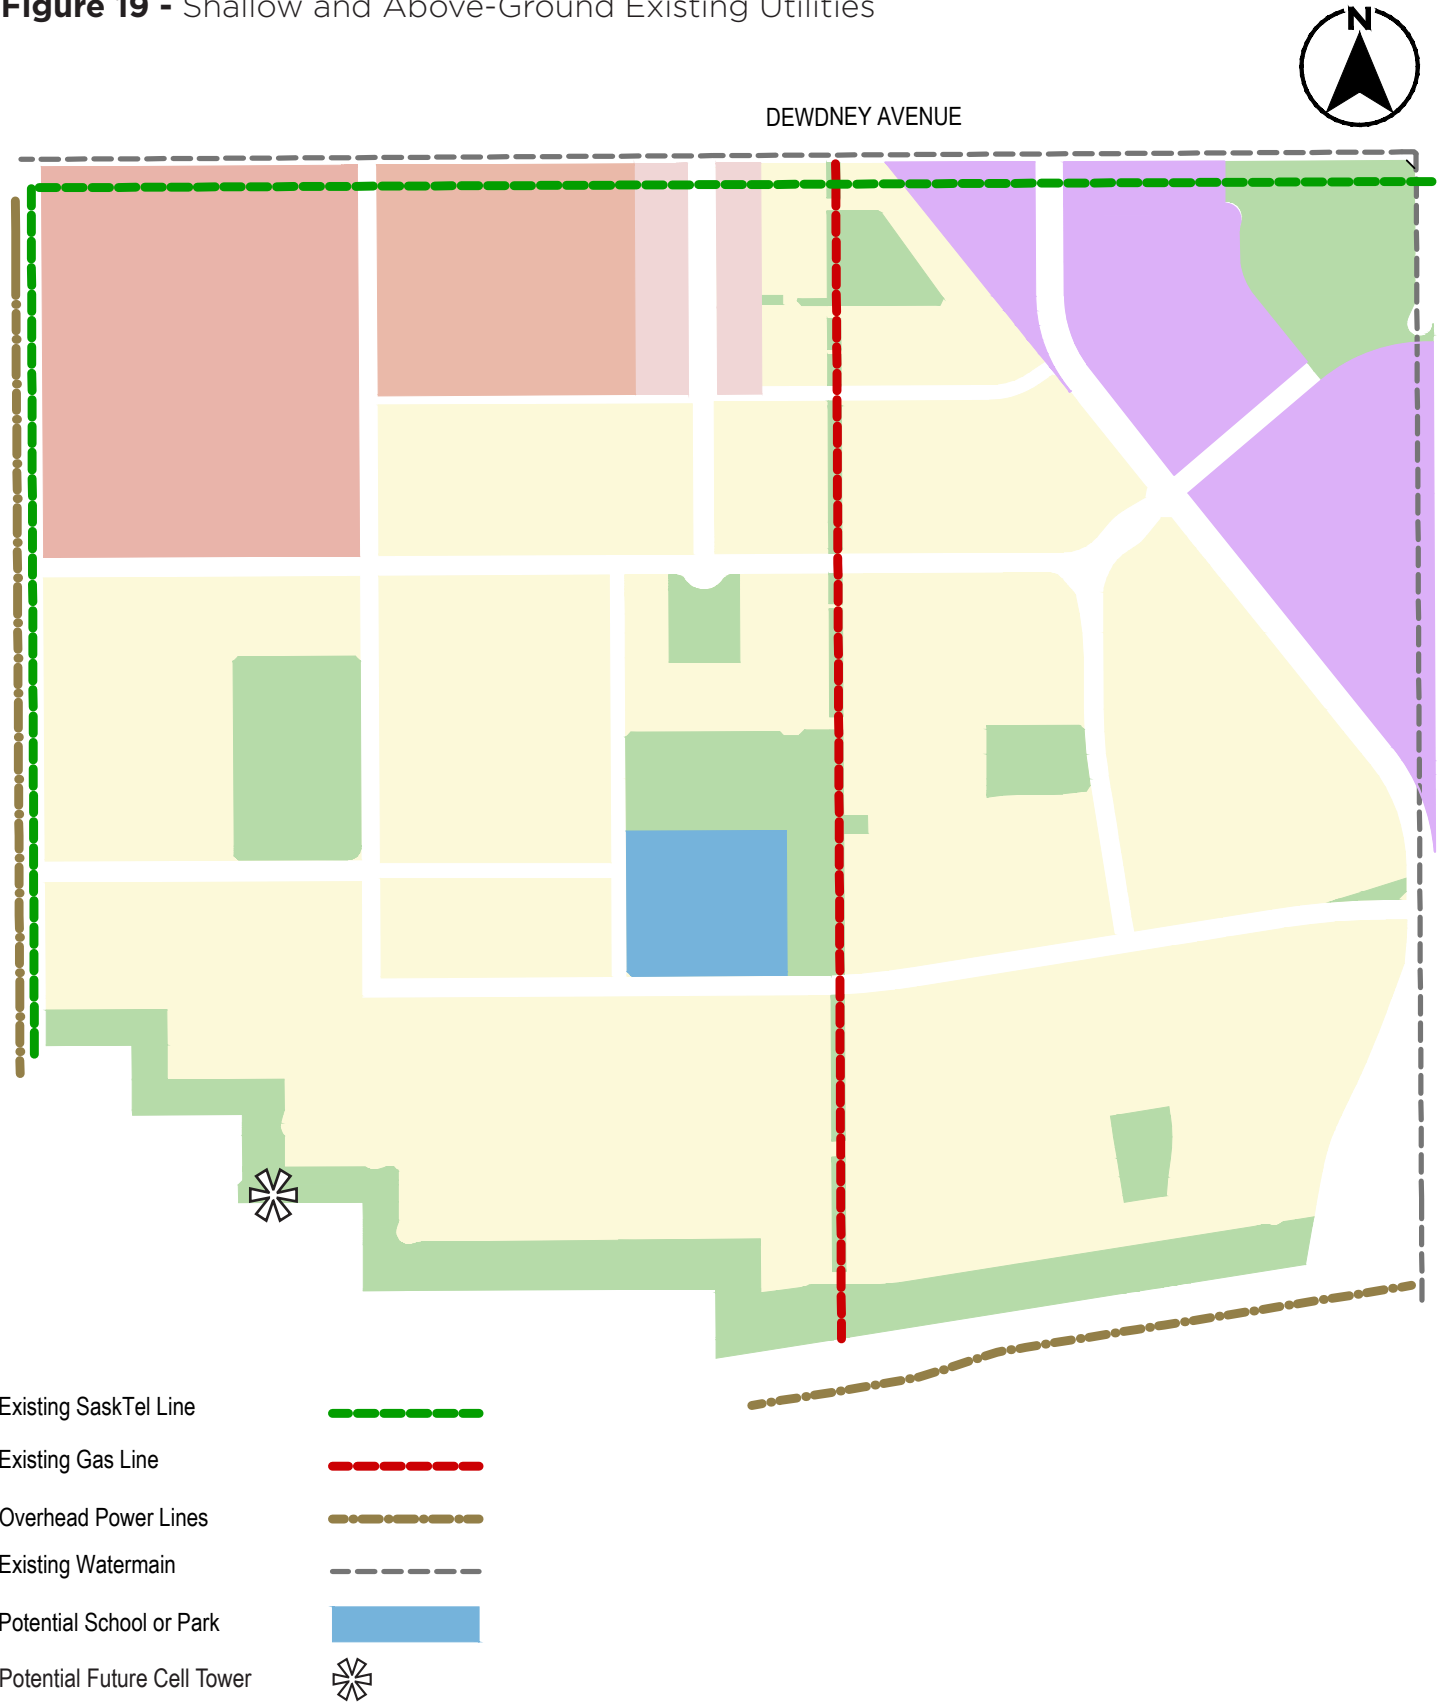 Figure 19 - Shallow and Above-Ground Existing Utilities
N
DEWDNEY AVENUE
Existing SaskTel Line
Existing Gas Line
Overhead Power Lines
Existing Watermain
Potential School or Park
Potential Future Cell Tower